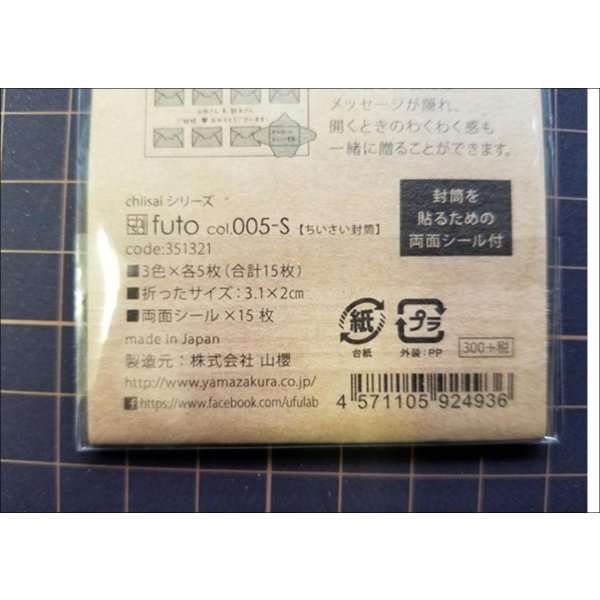 メッセージが隠れ、
開くときのわくわく感も
一緒に贈ることができます。
chiisai シリーズ
futo col.005-S【ちいさい封筒】
code:351321
■3色×各5枚(合計15枚)
■折ったサイズ:3.1×2cm
■両面シール×15枚
made in Japan
製造元:株式会社 山櫻
http://www.yamazakura.co.jp/
https://www.facebook.com/ufulab
封筒を
貼るための
両面シール付
紙
台紙
プラ
外装:PP
300+税
4 571105 924936